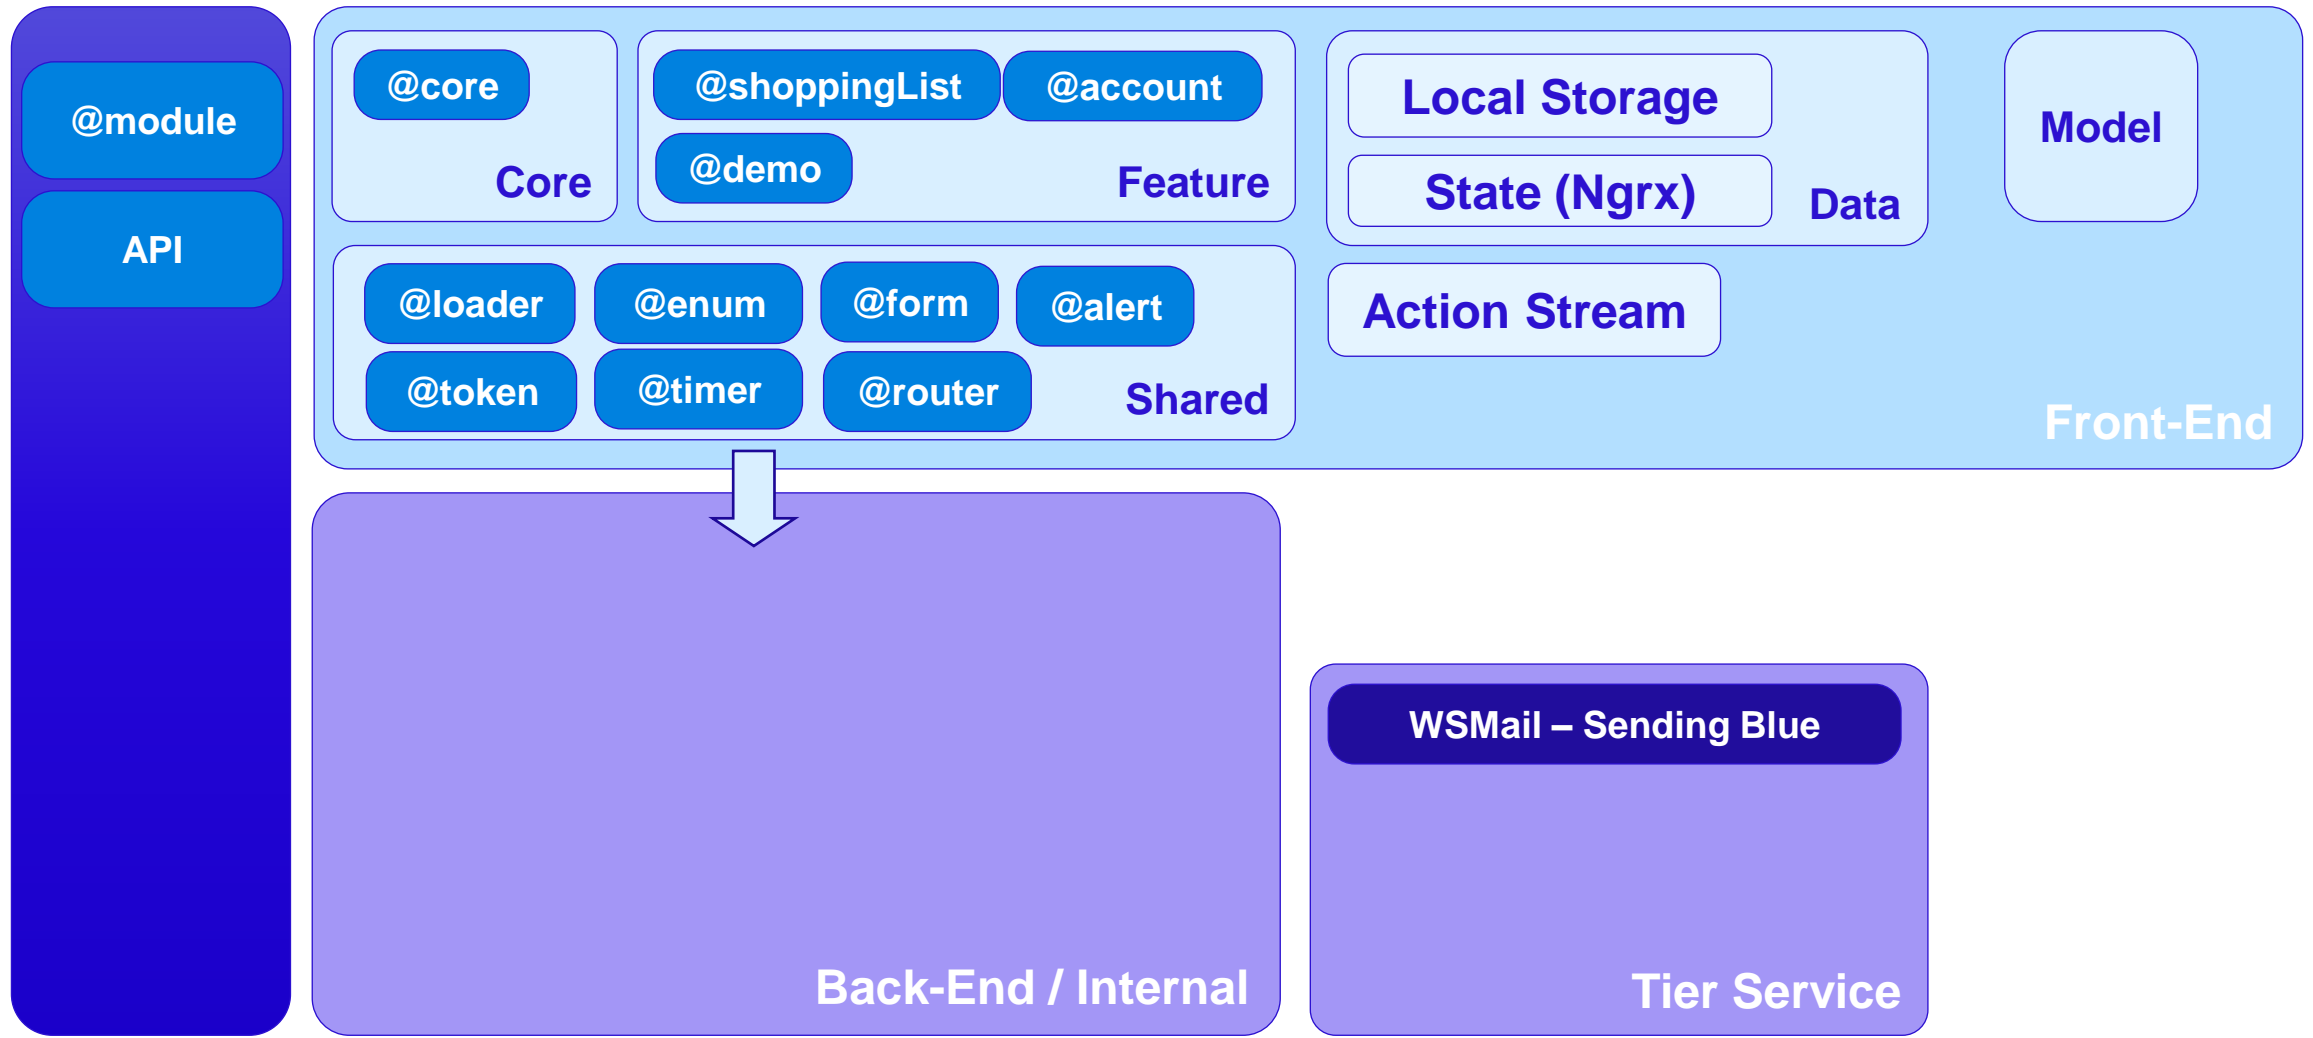 @module
API
@core
Core
@shoppingList
@account
@demo
Feature
Local Storage
State (Ngrx)
Data
Model
@loader
@enum
@form
@alert
@token
@timer
@router
Shared
Action Stream
Front-End
Back-End / Internal
WSMail – Sending Blue
Tier Service